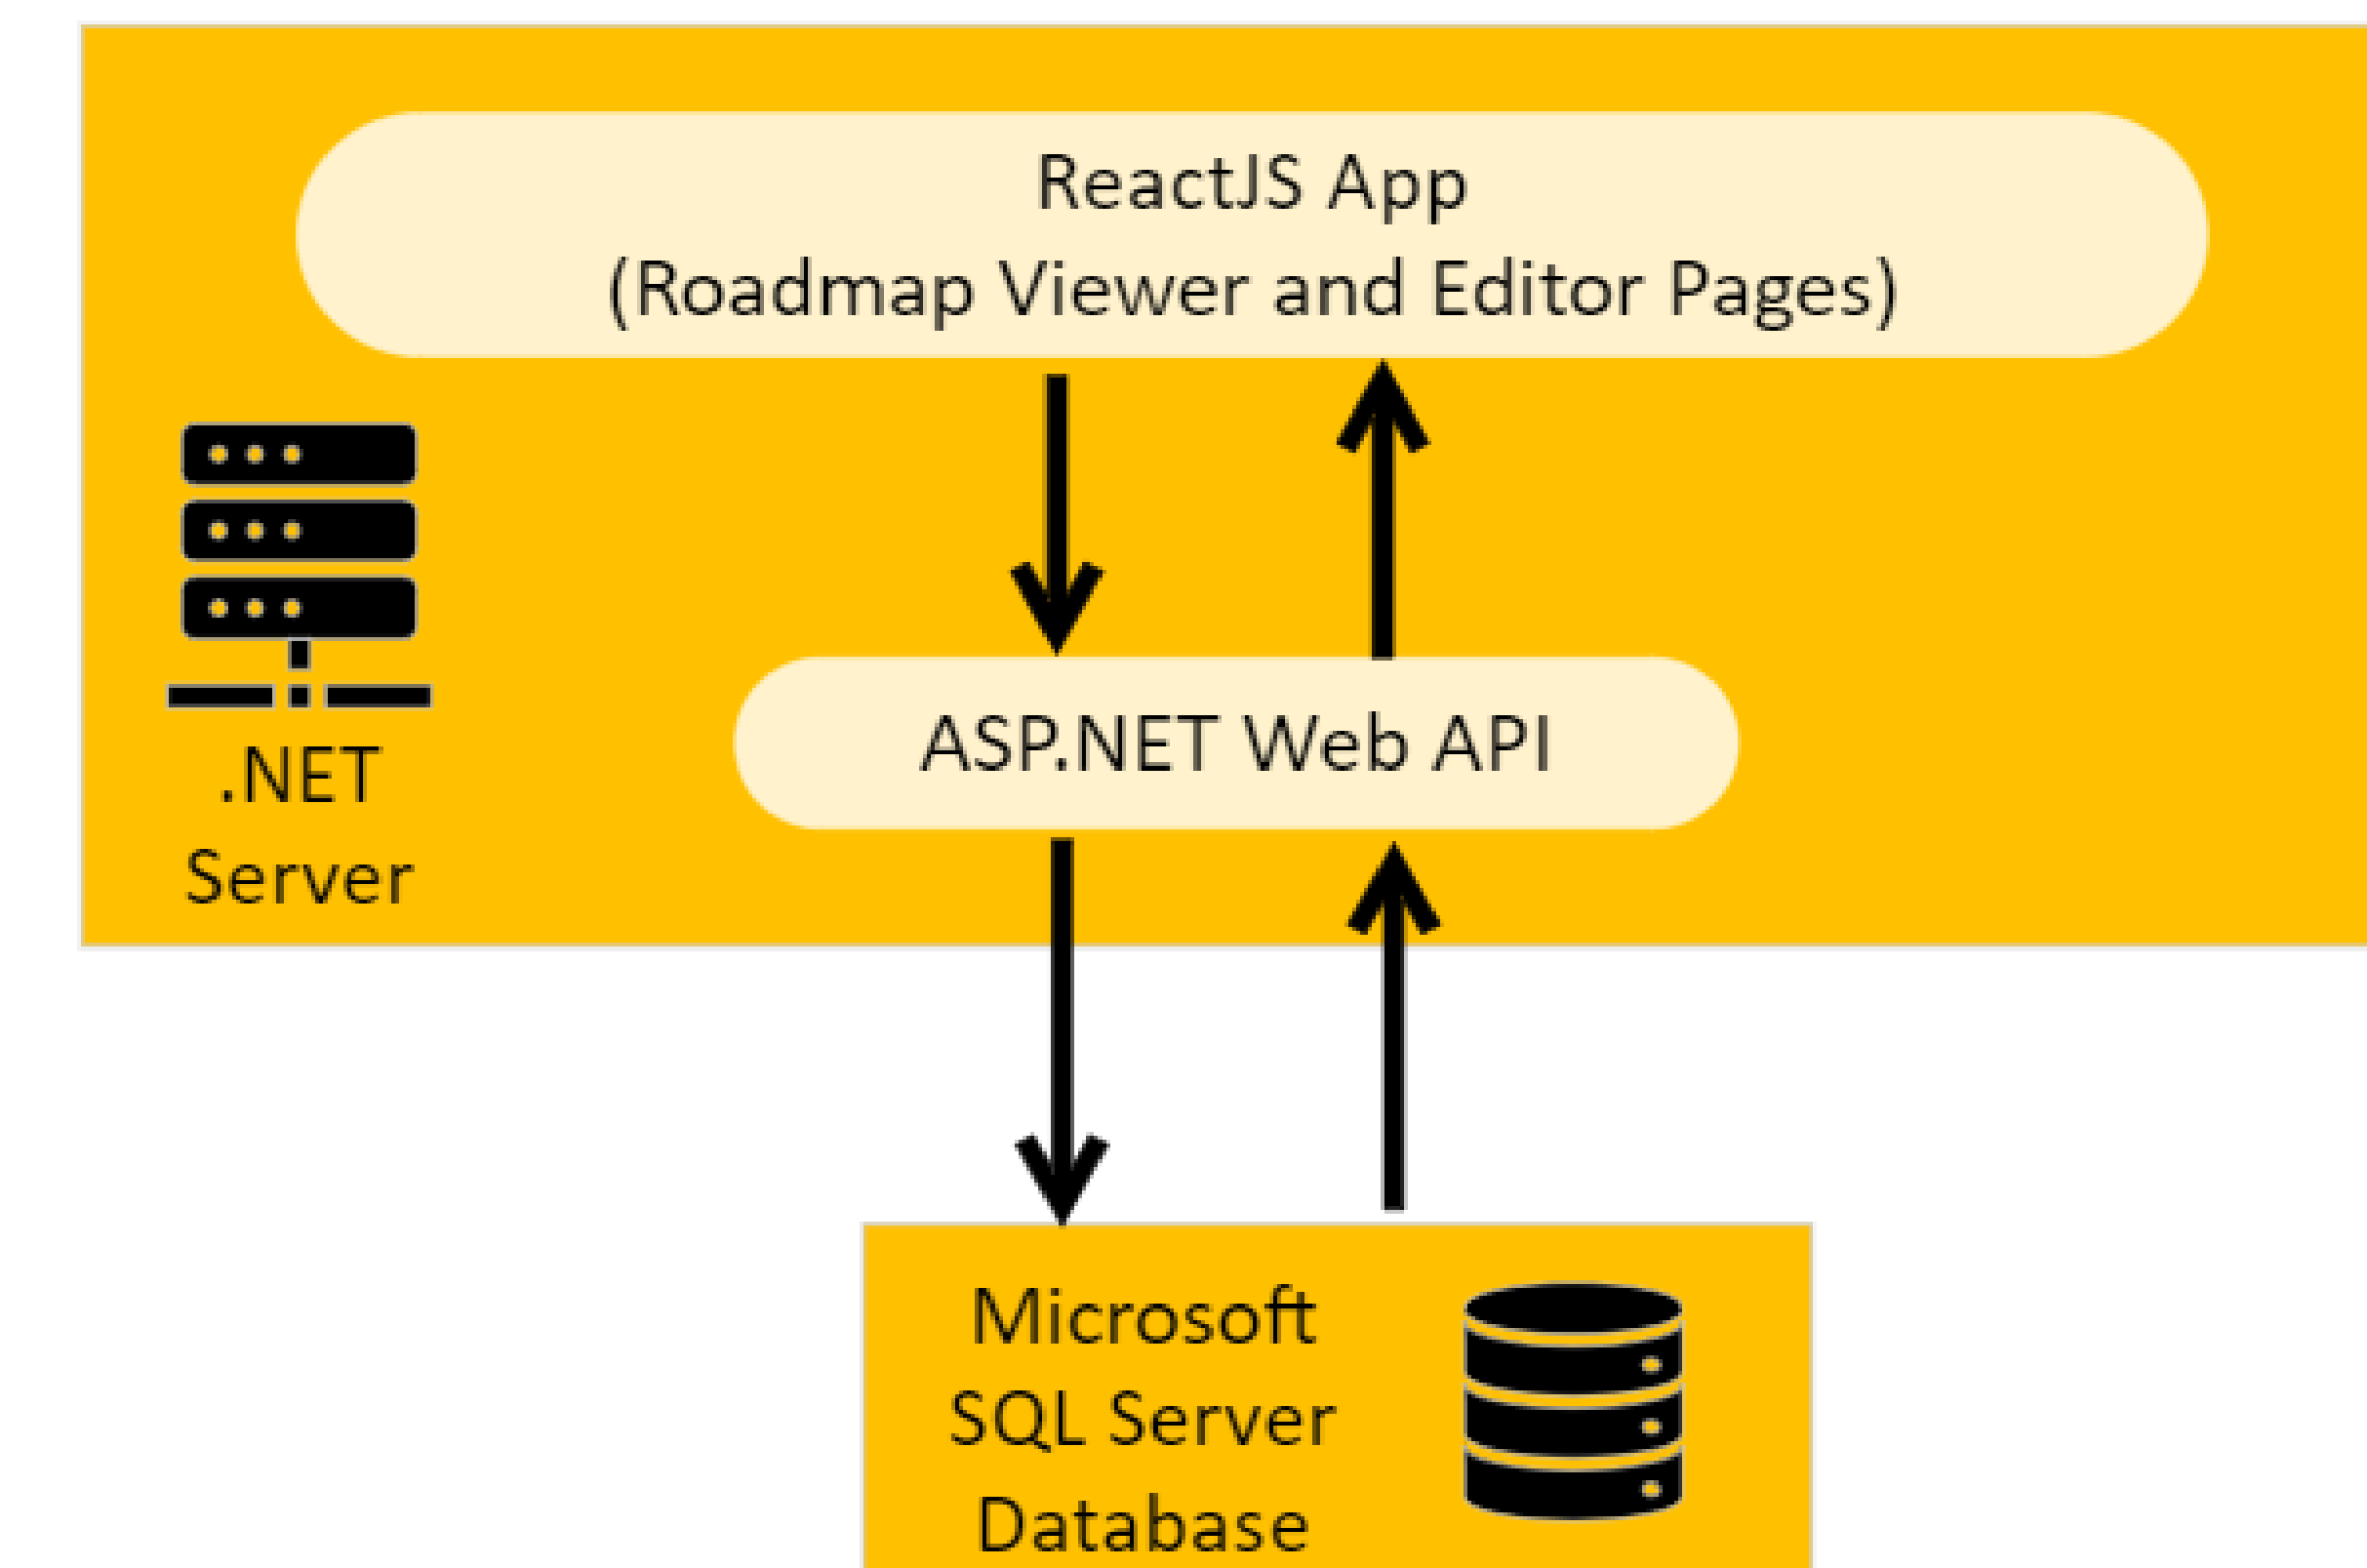 ReactJS App
(Roadmap Viewer and Editor Pages)
ASP.NET Web API
.NET
Server
Microsoft
SQL Server
Database